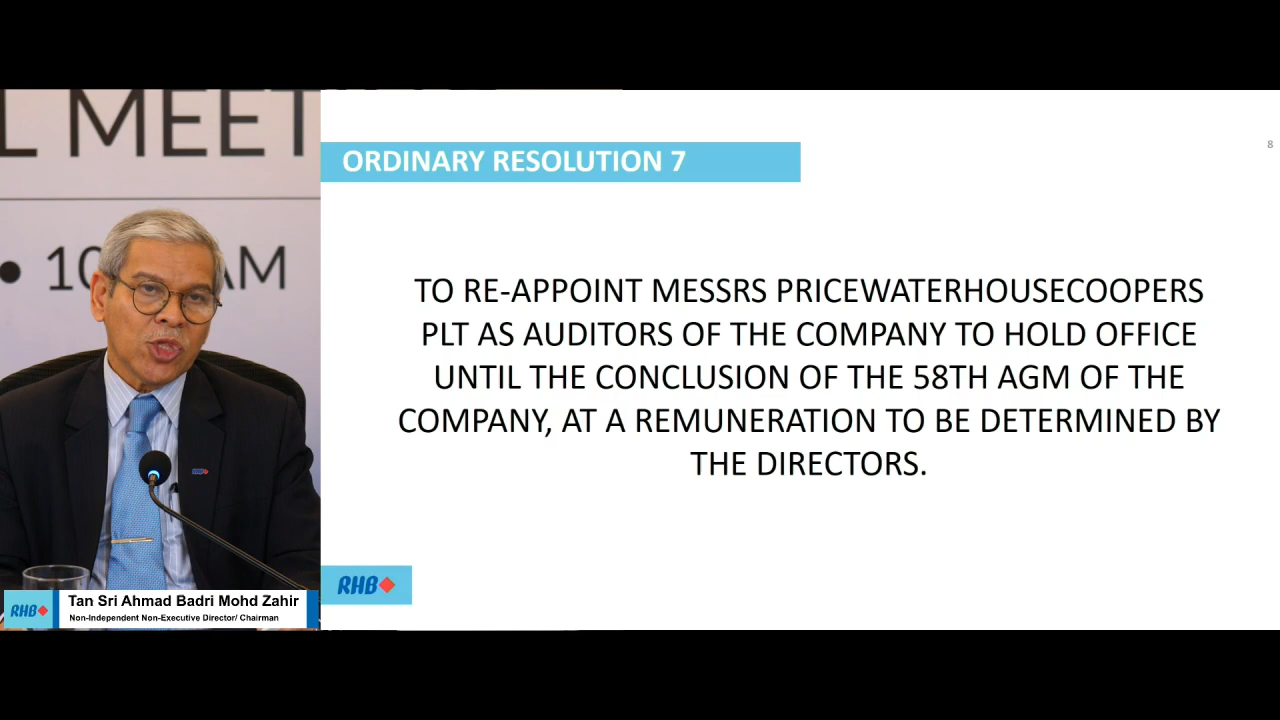 L MEET
• 10 AM
ORDINARY RESOLUTION 7
8
TO RE-APPOINT MESSRS PRICEWATERHOUSECOOPERS
PLT AS AUDITORS OF THE COMPANY TO HOLD OFFICE
UNTIL THE CONCLUSION OF THE 58TH AGM OF THE
COMPANY, AT A REMUNERATION TO BE DETERMINED BY
THE DIRECTORS.
RHB
RHB
Tan Sri Ahmad Badri Mohd Zahir
Non-Independent Non-Executive Director/ Chairman